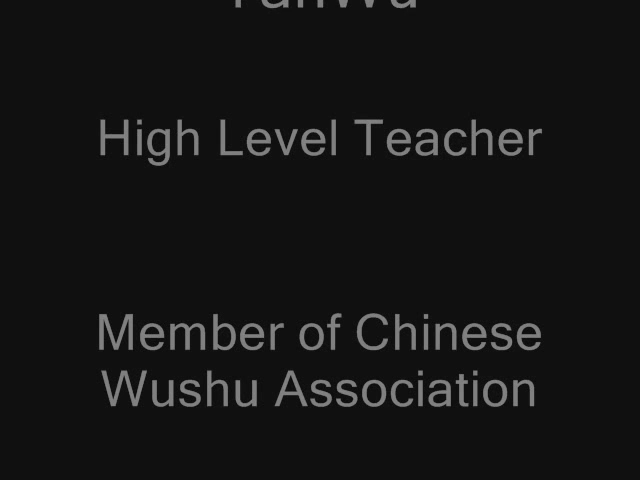 High Level Teacher
Member of Chinese
Wushu Association